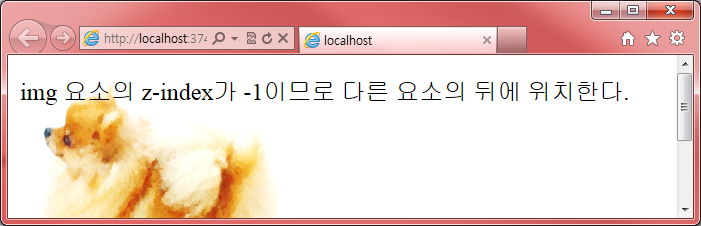 http://localhost:374
localhost
img 요소의 z-index가 -1이므로 다른 요소의 뒤에 위치한다.